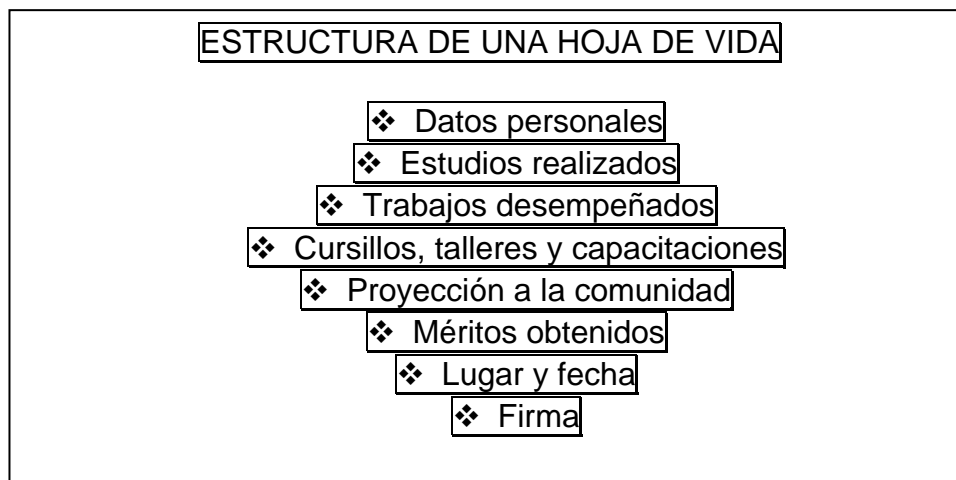 ESTRUCTURA DE UNA HOJA DE VIDA
❖ Datos personales
❖ Estudios realizados
❖ Trabajos desempeñados
❖ Cursillos, talleres y capacitaciones
❖ Proyección a la comunidad
❖ Méritos obtenidos
❖ Lugar y fecha
❖ Firma